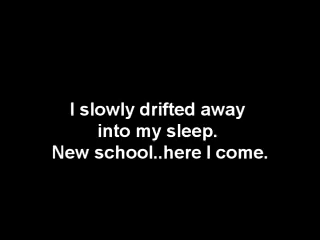 I slowly drifted away
into my sleep.
New school..here I come.